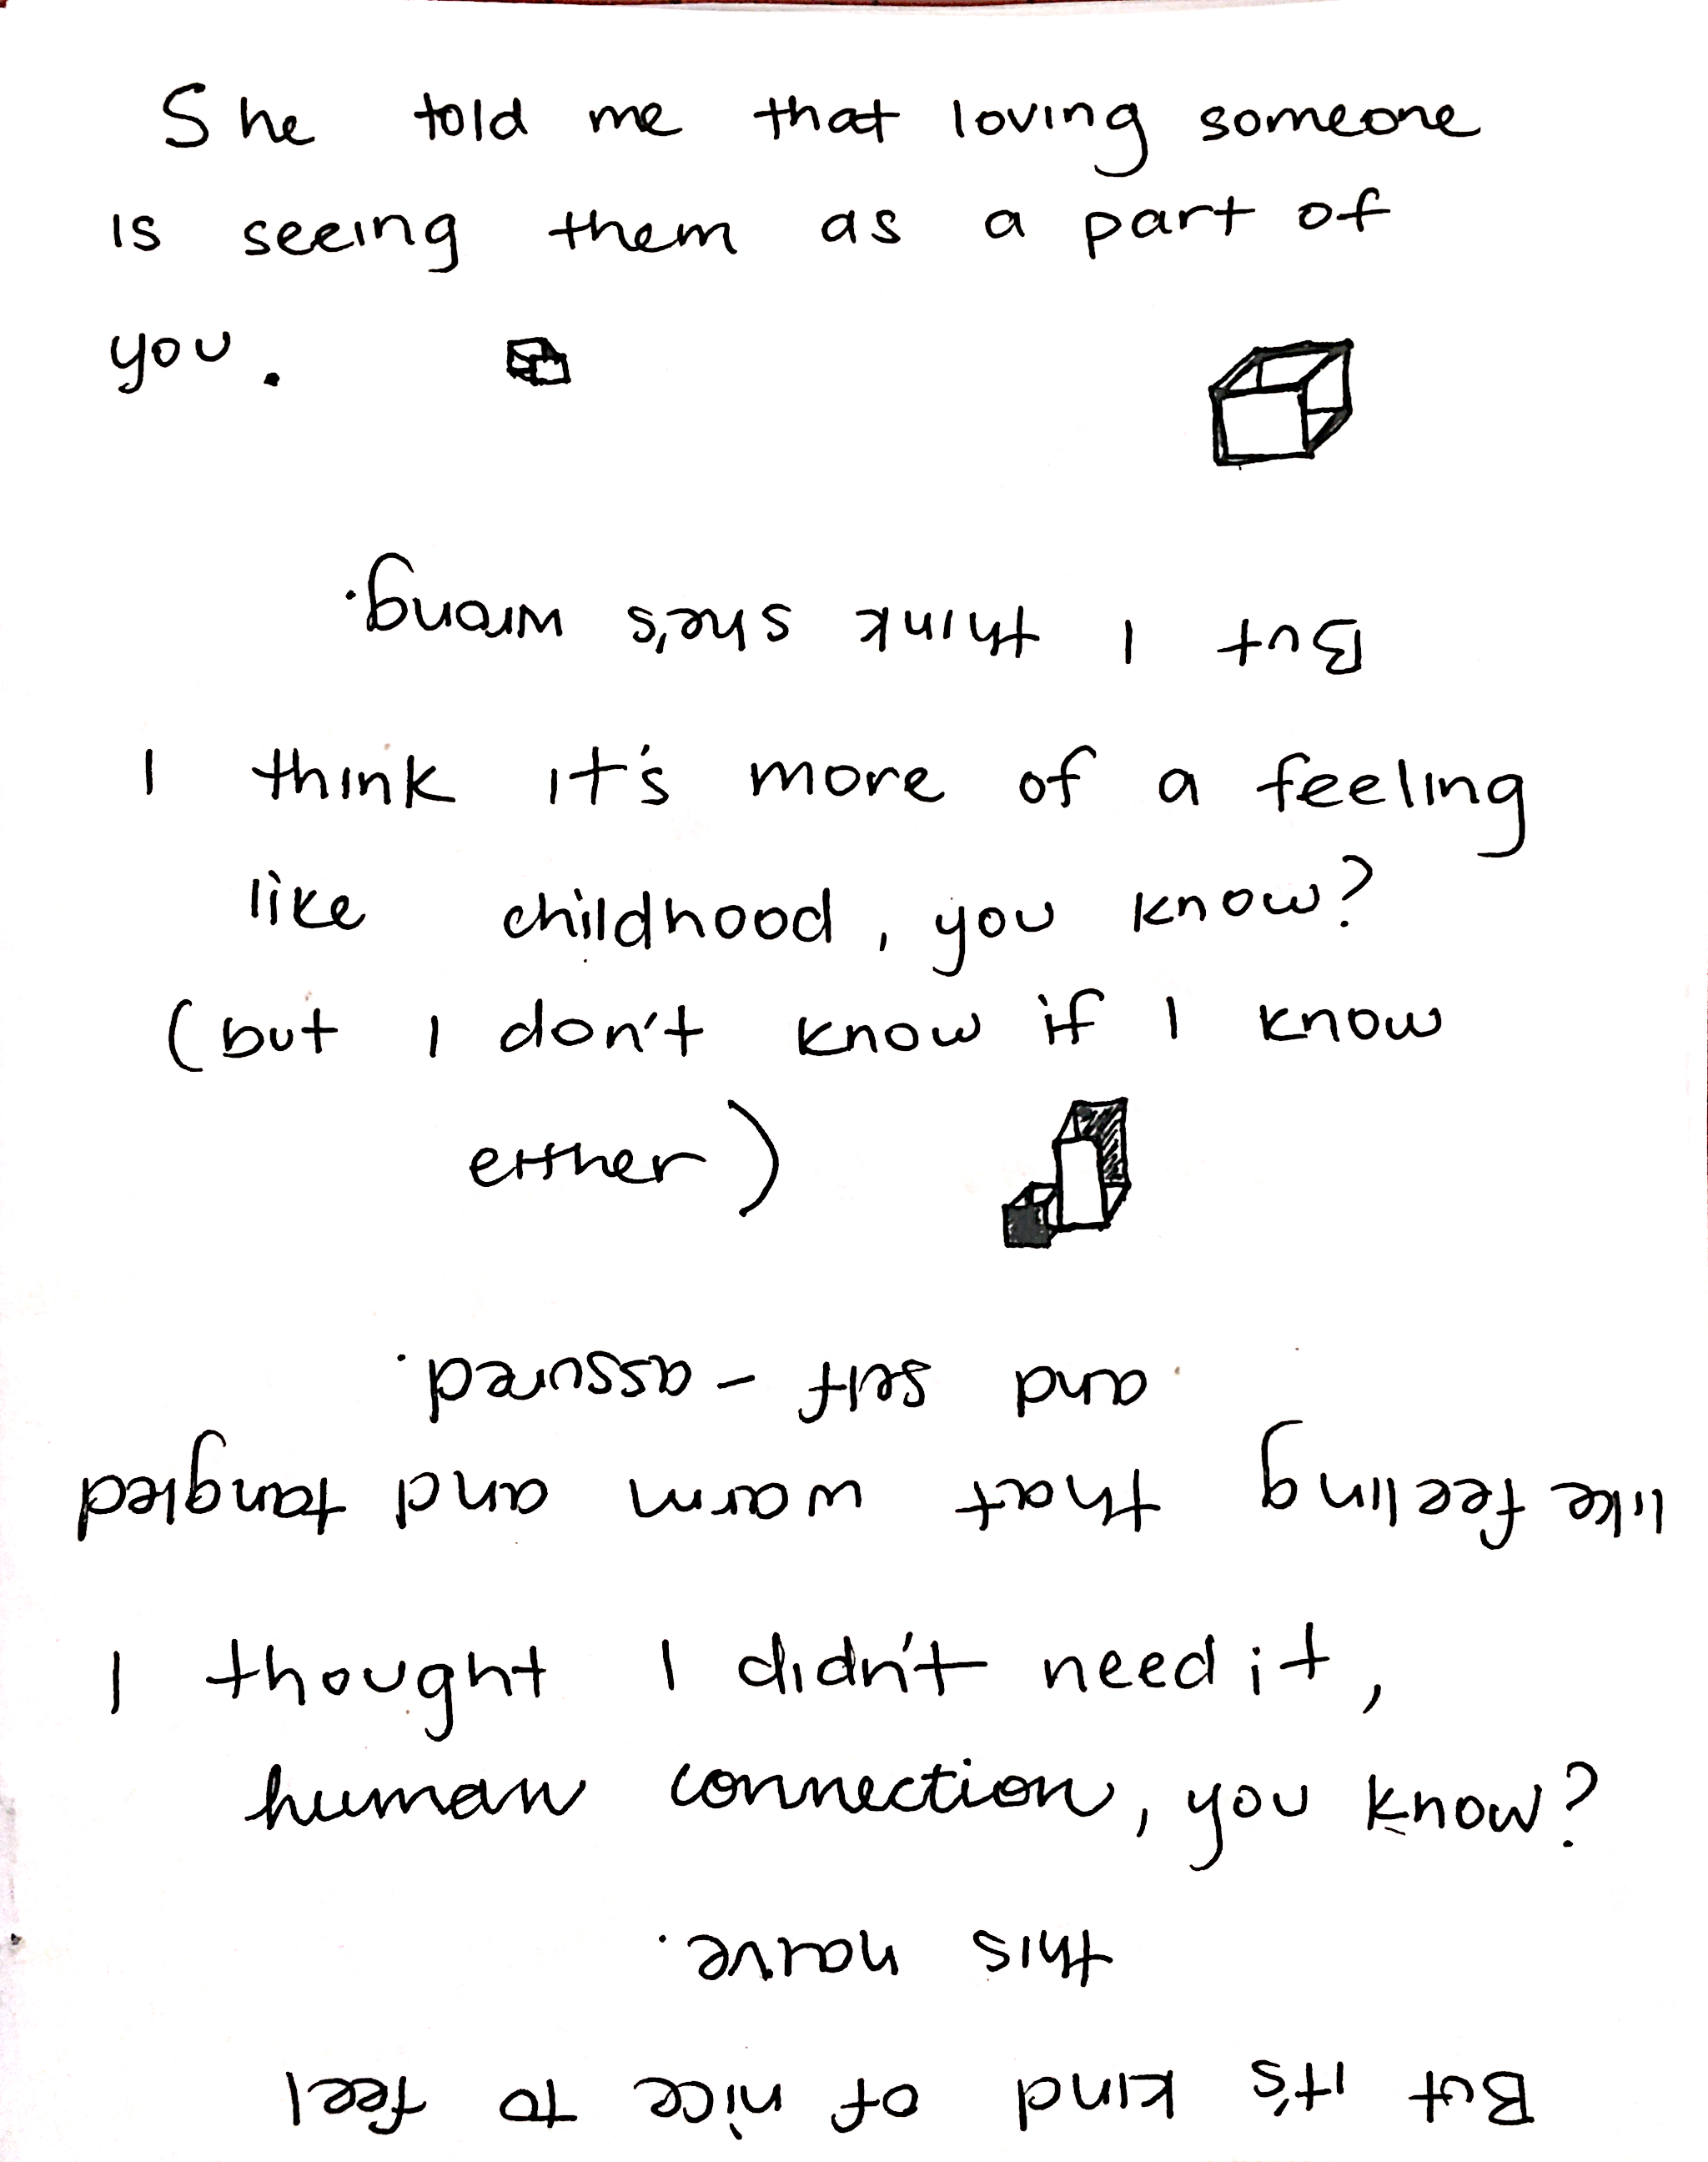 She told me that loving someone
is seeing them as a part of
you.
But I think she's wrong.
I think it's more of a feeling
like childhood, you know?
(but I don't know if I know
either)
like feeling that warm and tangled
and self-assured.
I thought I didn't need it,
human connection, you know?
But it's kind of nice to feel
this naive.